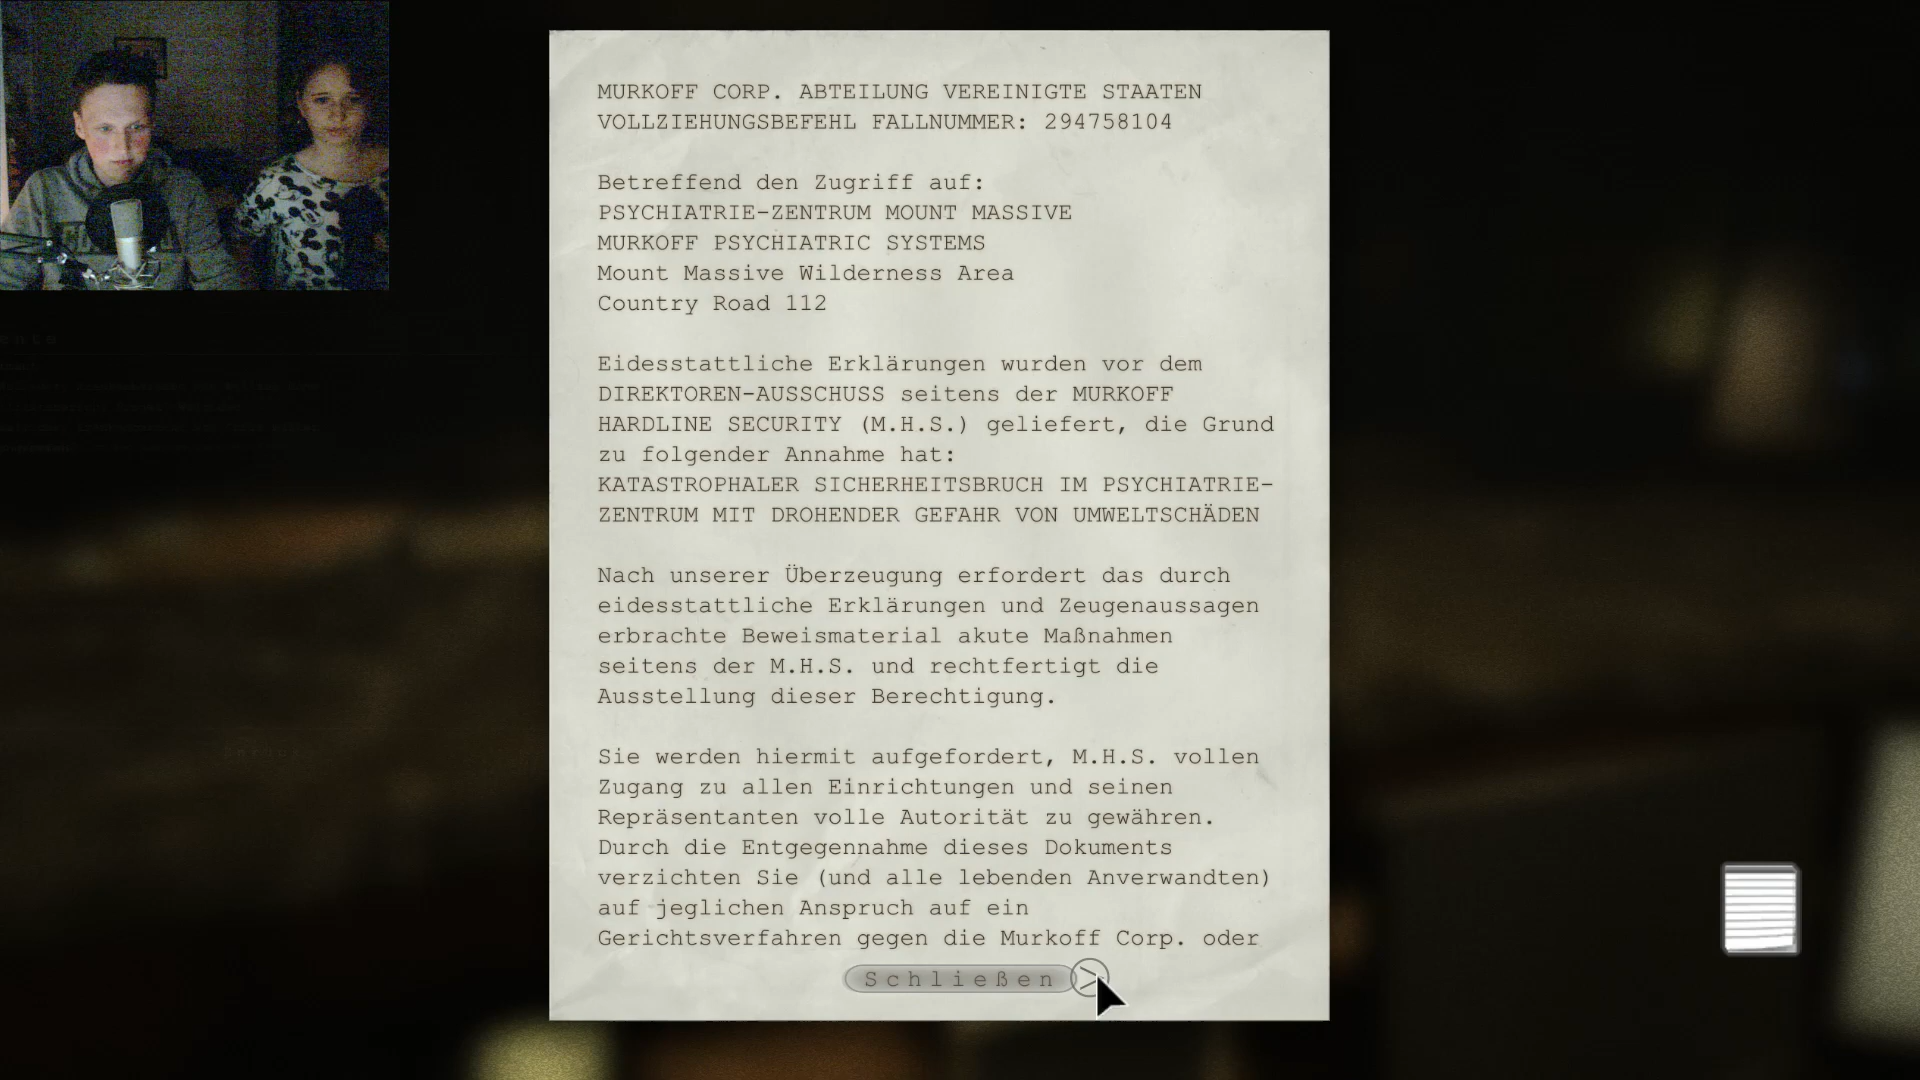 MURKOFF CORP. ABTEILUNG VEREINIGTE STAATEN
VOLLZIEHUNGSBEFEHL FALLNUMMER: 294758104
Betreffend den Zugriff auf:
PSYCHIATRIE-ZENTRUM MOUNT MASSIVE
MURKOFF PSYCHIATRIC SYSTEMS
Mount Massive Wilderness Area
Country Road 112
Eidesstattliche Erklärungen wurden vor dem
DIREKTOREN-AUSSCHUSS seitens der MURKOFF
HARDLINE SECURITY (M.H.S.) geliefert, die Grund
zu folgender Annahme hat:
KATASTROPHALER SICHERHEITSBRUCH IM PSYCHIATRIE-
ZENTRUM MIT DROHENDER GEFAHR VON UMWELTSCHÄDEN
Nach unserer Überzeugung erfordert das durch
eidesstattliche Erklärungen und Zeugenaussagen
erbrachte Beweismaterial akute Maßnahmen
seitens der M.H.S. und rechtfertigt die
Ausstellung dieser Berechtigung.
Sie werden hiermit aufgefordert, M.H.S. vollen
Zugang zu allen Einrichtungen und seinen
Repräsentanten volle Autorität zu gewähren.
Durch die Entgegennahme dieses Dokuments
verzichten Sie (und alle lebenden Anverwandten)
auf jeglichen Anspruch auf ein
Gerichtsverfahren gegen die Murkoff Corp. oder
Schließen >